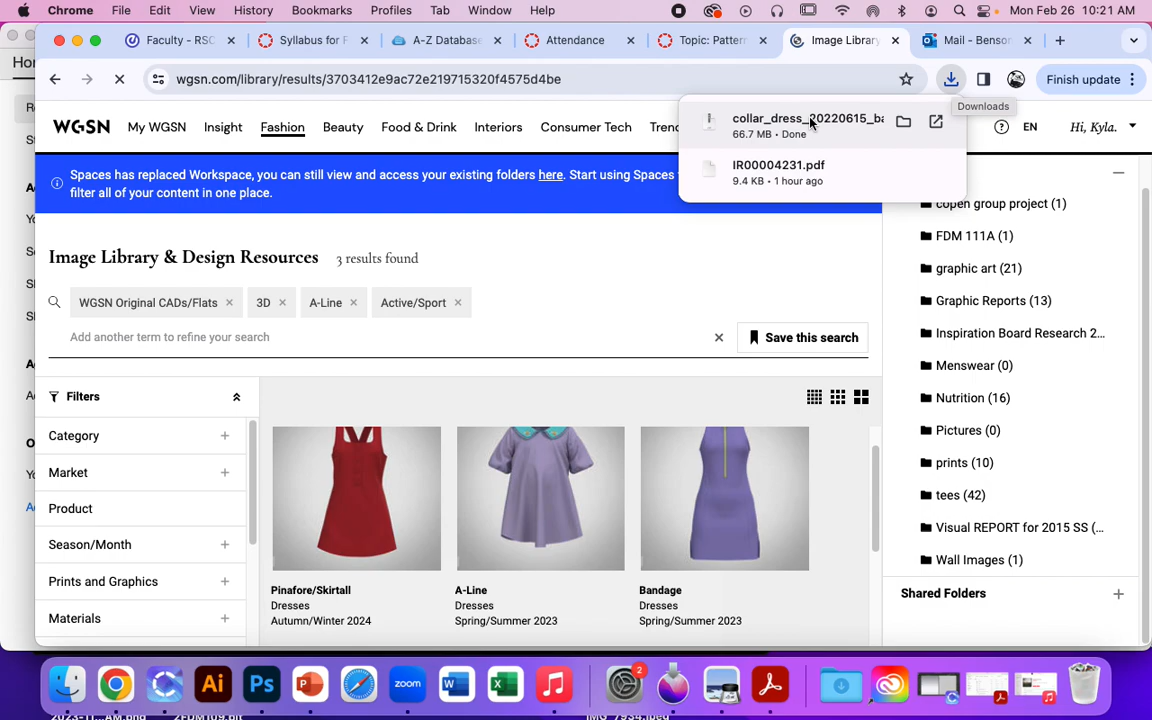 Chrome File Edit View History Bookmarks Profiles Tab Window Help Mon Feb 26 10:21 AM
Faculty - RSC Syllabus for F A-Z Database Attendance Topic: Patter Image Library Mail - Benson
wgsn.com/library/results/3703412e9ac72e219715320f4575d4be Finish update
Downloads
collar_dress_20220615_ba
66.7 MB • Done
IR00004231.pdf
9.4 KB • 1 hour ago
WGSN My WGSN Insight Fashion Beauty Food & Drink Interiors Consumer Tech Tren EN Hi, Kyla.
Spaces has replaced Workspace, you can still view and access your existing folders here. Start using Spaces
filter all of your content in one place.
Image Library & Design Resources 3 results found
WGSN Original CADs/Flats 3D A-Line Active/Sport
Add another term to refine your search
Save this search
Filters
Category
Market
Product
Season/Month
Prints and Graphics
Materials
Pinafore/Skirtall
Dresses
Autumn/Winter 2024
A-Line
Dresses
Spring/Summer 2023
Bandage
Dresses
Spring/Summer 2023
copen group project (1)
FDM 111A (1)
graphic art (21)
Graphic Reports (13)
Inspiration Board Research 2...
Menswear (0)
Nutrition (16)
Pictures (0)
prints (10)
tees (42)
Visual REPORT for 2015 SS (...
Wall Images (1)
Shared Folders
Ai Ps P zoom W X 2